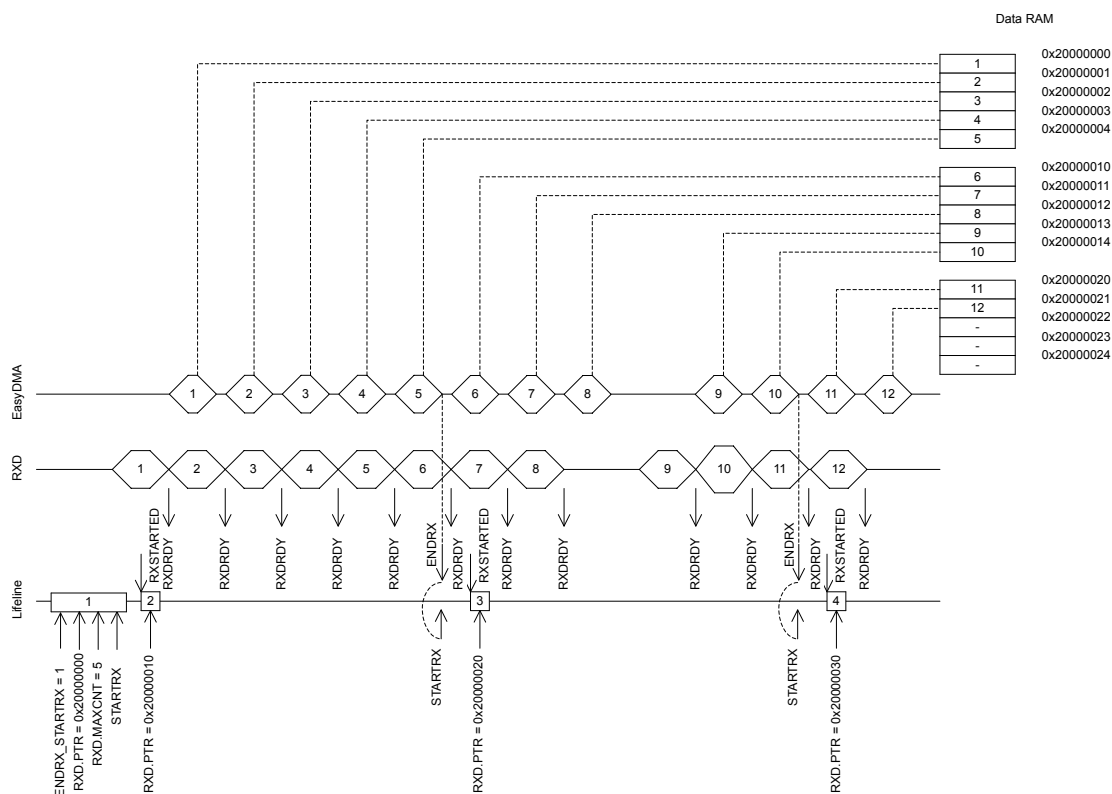 Data RAM
0x20000000
1
0x20000001
2
0x20000002
3
0x20000003
4
0x20000004
5
0x20000010
6
0x20000011
7
0x20000012
8
0x20000013
9
0x20000014
10
0x20000020
11
0x20000021
12
0x20000022
-
0x20000023
-
0x20000024
-
EasyDMA
1 2 3 4 5 6 7 8 9 10 11 12
RXD
1 2 3 4 5 6 7 8 9 10 11 12
RXSTARTED
RXDRDY
RXDRDY
RXDRDY
RXDRDY
RXDRDY
ENDRX
RXDRDY
RXSTARTED
RXDRDY
RXDRDY
RXDRDY
RXDRDY
ENDRX
RXDRDY
RXSTARTED
RXDRDY
Lifeline
1 2 3 4
ENDRX_STARTRX = 1
RXD.PTR = 0x20000000
RXD.MAXCNT = 5
STARTRX
RXD.PTR = 0x20000010
STARTRX
RXD.PTR = 0x20000020
STARTRX
RXD.PTR = 0x20000030